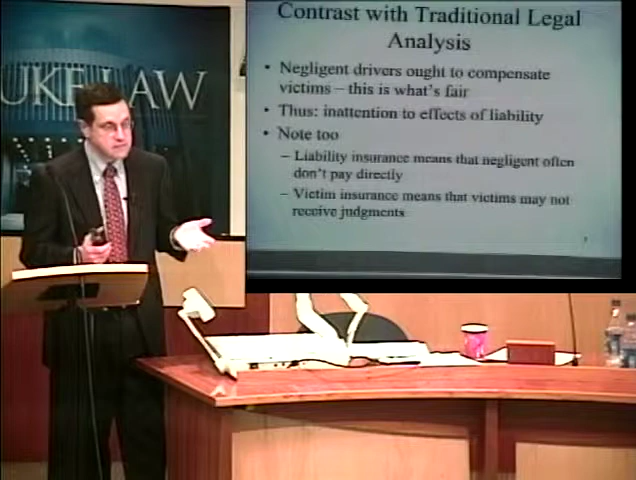 UKE LAW
Contrast with Traditional Legal
Analysis
• Negligent drivers ought to compensate
victims – this is what's fair
• Thus: inattention to effects of liability
• Note too
– Liability insurance means that negligent often
don't pay directly
– Victim insurance means that victims may not
receive judgments